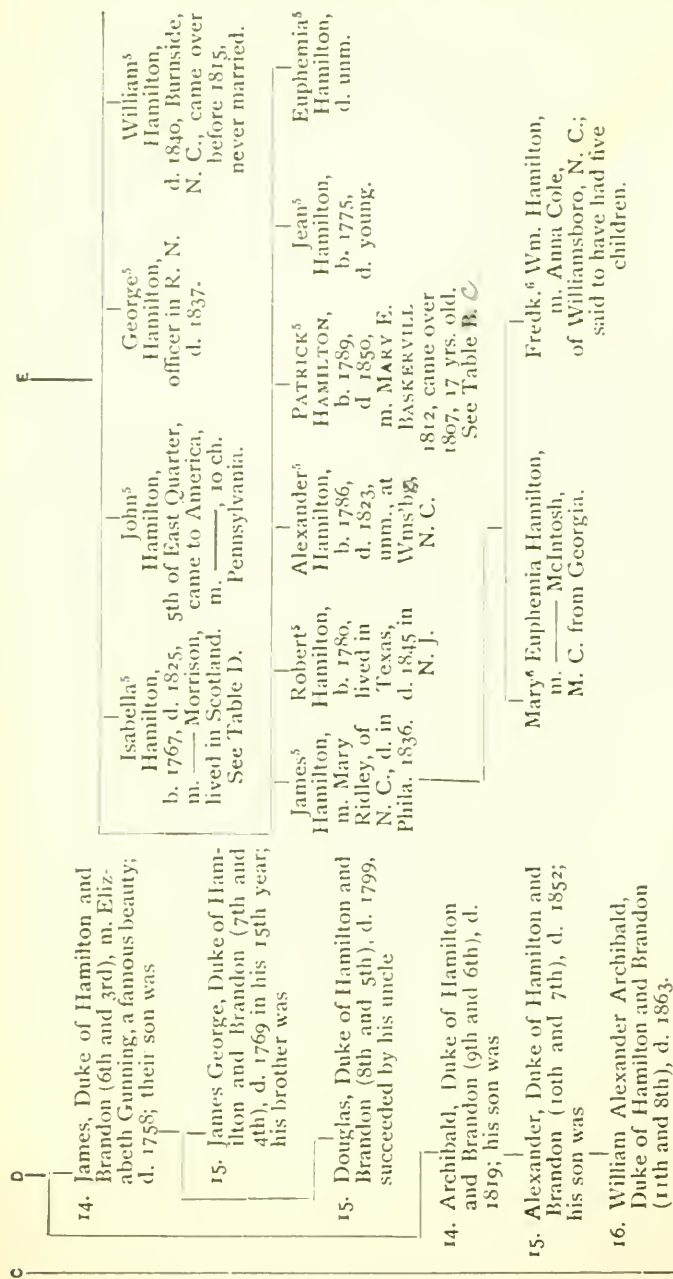 C
D
14. James, Duke of Hamilton and
Brandon (6th and 3rd), m. Eliz-
abeth Gunning, a famous beauty;
d. 1758; their son was
15. James George, Duke of Ham-
ilton and Brandon (7th and
4th), d. 1769 in his 15th year;
his brother was
15. Douglas, Duke of Hamilton and
Brandon (8th and 5th), d. 1799,
succeeded by his uncle
14. Archibald, Duke of Hamilton
and Brandon (9th and 6th), d.
1819; his son was
15. Alexander, Duke of Hamilton and
Brandon (10th and 7th), d. 1852;
his son was
16. William Alexander Archibald,
Duke of Hamilton and Brandon
(11th and 8th), d. 1863.
E
Isabella⁵
Hamilton,
b. 1767, d. 1825,
m. —— Morrison,
lived in Scotland.
See Table D.
John⁵
Hamilton,
5th of East Quarter,
came to America,
m. ——, 10 ch.
Pennsylvania.
George⁵
Hamilton,
officer in R. N.
d. 1837.
William⁵
Hamilton,
d. 1840, Burnside,
N. C., came over
before 1815,
never married.
James⁵
Hamilton,
m. Mary
Ridley, of
N. C., d. in
Phila. 1836.
Robert⁵
Hamilton,
b. 1780,
lived in
Texas,
d. 1845 in
N. J.
Alexander⁵
Hamilton,
b. 1786,
d. 1823,
unm., at
Wms'bg,
N. C.
PATRICK⁵
HAMILTON,
b. 1789,
d 1850,
m. MARY E.
BASKERVILL
1812, came over
1807, 17 yrs. old.
See Table B. C
Jean⁵
Hamilton,
b. 1775,
d. young.
Euphemia⁵
Hamilton,
d. unm.
Mary⁶ Euphemia Hamilton,
m. —— McIntosh,
M. C. from Georgia.
Fredk.⁶ Wm. Hamilton,
m. Anna Cole,
of Williamsboro, N. C.;
said to have had five
children.